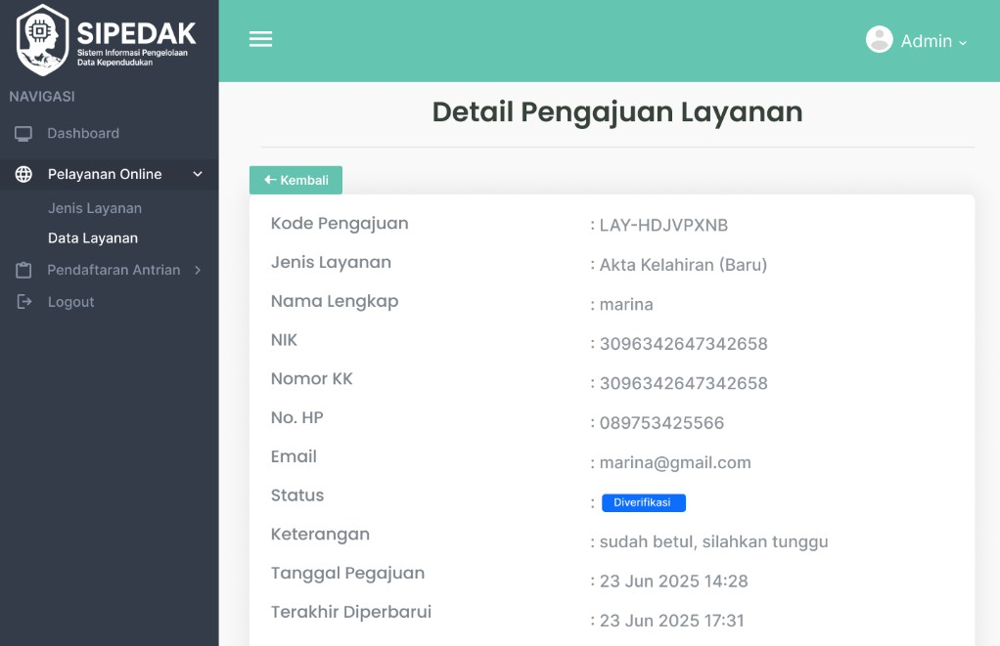 SIPEDAK
Sistem Informasi Pengelolaan
Data Kependudukan
Admin
NAVIGASI
Dashboard
Pelayanan Online
Jenis Layanan
Data Layanan
Pendaftaran Antrian
Logout
Detail Pengajuan Layanan
Kembali
Kode Pengajuan : LAY-HDJVPXNB
Jenis Layanan : Akta Kelahiran (Baru)
Nama Lengkap : marina
NIK : 3096342647342658
Nomor KK : 3096342647342658
No. HP : 089753425566
Email : marina@gmail.com
Status : Diverifikasi
Keterangan : sudah betul, silahkan tunggu
Tanggal Pegajuan : 23 Jun 2025 14:28
Terakhir Diperbarui : 23 Jun 2025 17:31